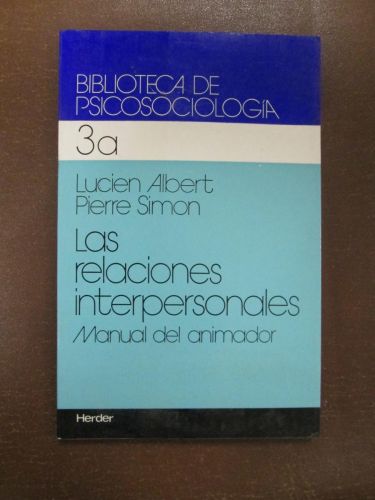 BIBLIOTECA DE
PSICOSOCIOLOGIA
3a
Lucien Albert
Pierre Simon
Las
relaciones
interpersonales
Manual del animador
Herder